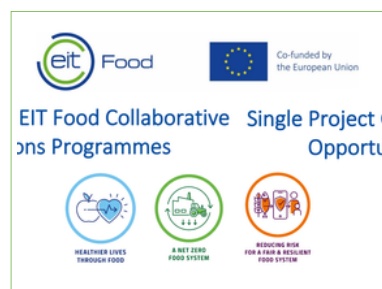 eit Food
Co-funded by
the European Union
EIT Food Collaborative
ons Programmes
Single Project
Opportu
HEALTHIER LIVES
THROUGH FOOD
A NET ZERO
FOOD SYSTEM
REDUCING RISK
FOR A FAIR & RESILIENT
FOOD SYSTEM